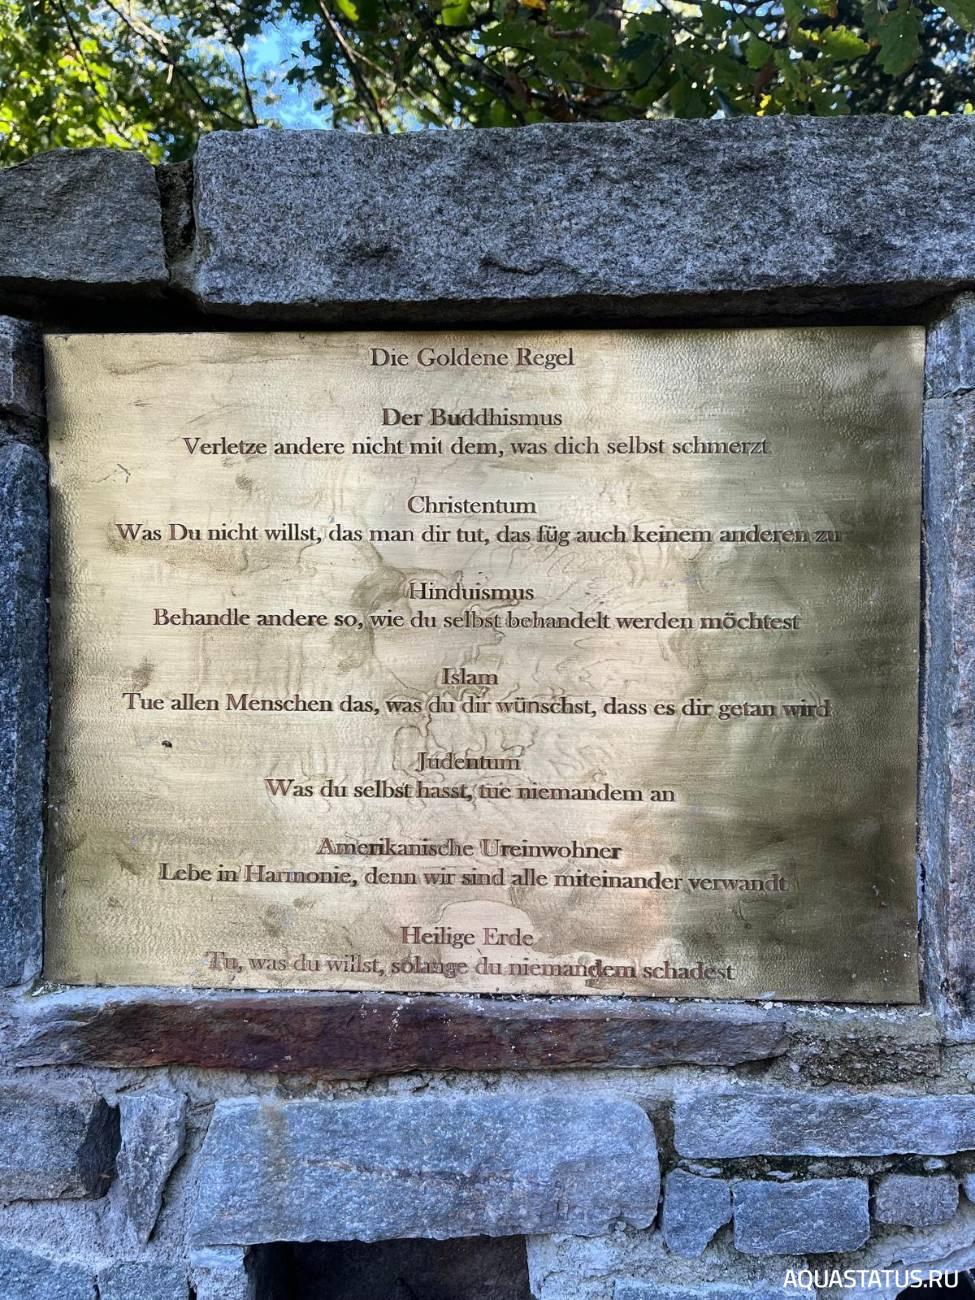 Die Goldene Regel
Der Buddhismus
Verletze andere nicht mit dem, was dich selbst schmerzt
Christentum
Was Du nicht willst, das man dir tut, das füg auch keinem anderen zu
Hinduismus
Behandle andere so, wie du selbst behandelt werden möchtest
Islam
Tue allen Menschen das, was du dir wünschst, dass es dir getan wird
Judentum
Was du selbst hasst, tue niemandem an
Amerikanische Ureinwohner
Lebe in Harmonie, denn wir sind alle miteinander verwandt
Heilige Erde
Tu, was du willst, solange du niemandem schadest
AQUASTATUS.RU